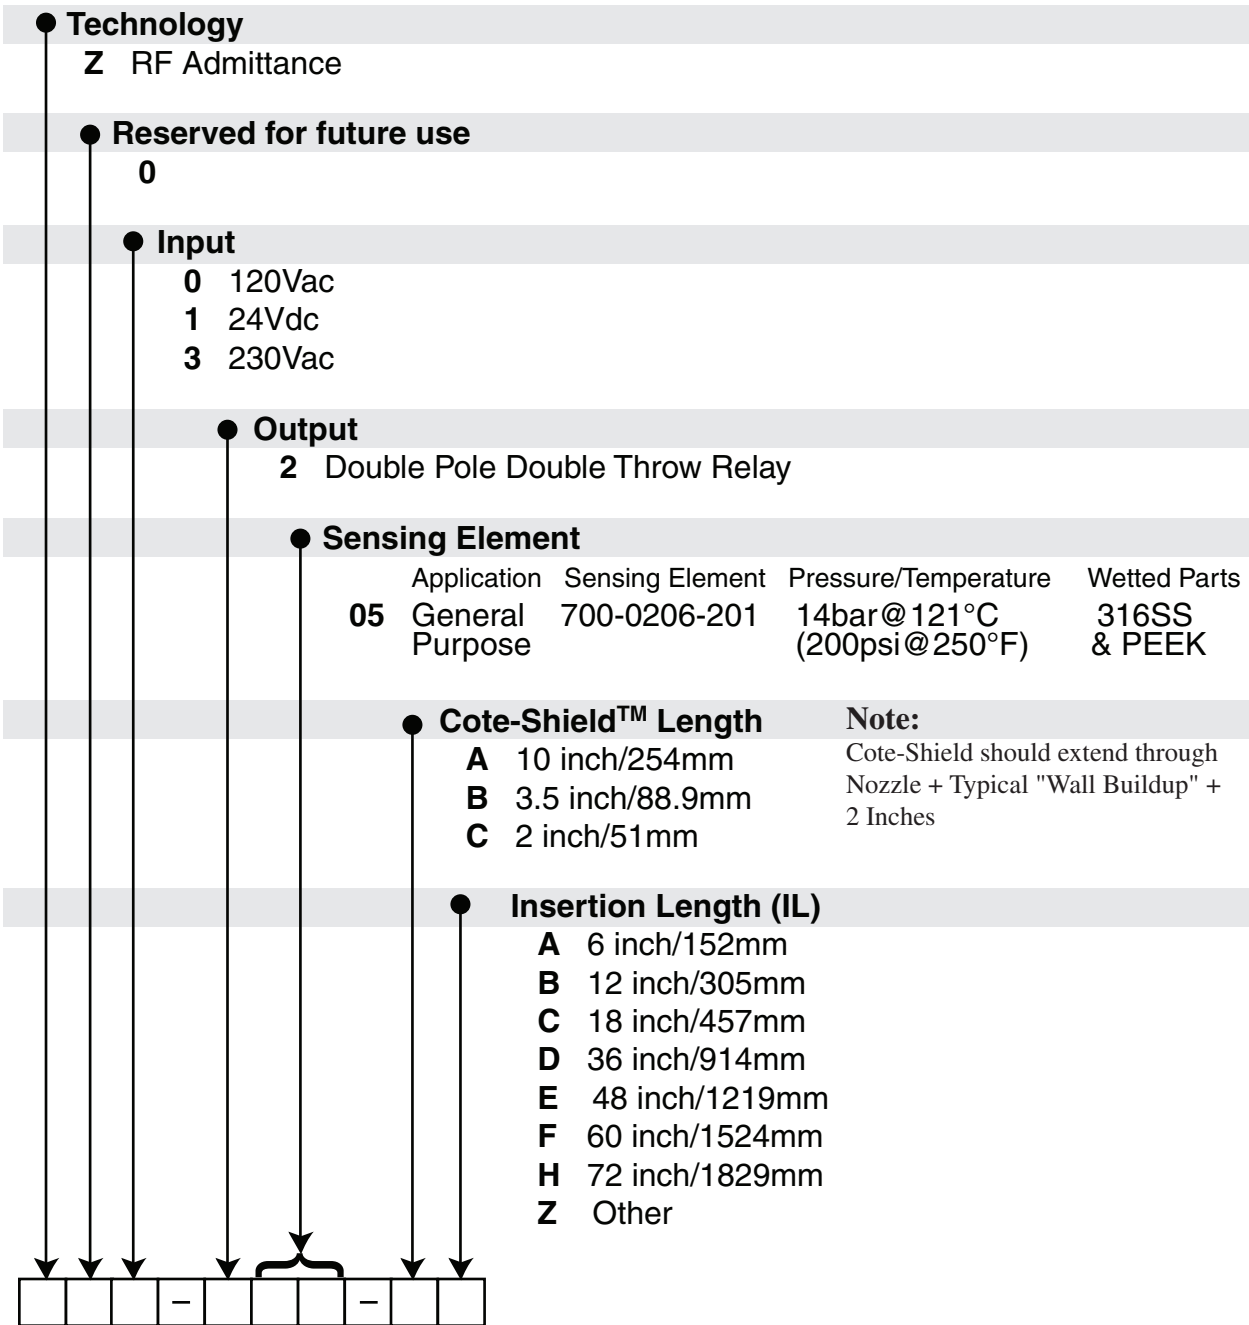 Technology
Z RF Admittance
Reserved for future use
0
Input
0 120Vac
1 24Vdc
3 230Vac
Output
2 Double Pole Double Throw Relay
Sensing Element
Application Sensing Element Pressure/Temperature Wetted Parts
05 General 700-0206-201 14bar@121°C 316SS
Purpose (200psi@250°F) & PEEK
Cote-Shield™ Length Note:
A 10 inch/254mm Cote-Shield should extend through
B 3.5 inch/88.9mm Nozzle + Typical "Wall Buildup" +
C 2 inch/51mm 2 Inches
Insertion Length (IL)
A 6 inch/152mm
B 12 inch/305mm
C 18 inch/457mm
D 36 inch/914mm
E 48 inch/1219mm
F 60 inch/1524mm
H 72 inch/1829mm
Z Other
– –